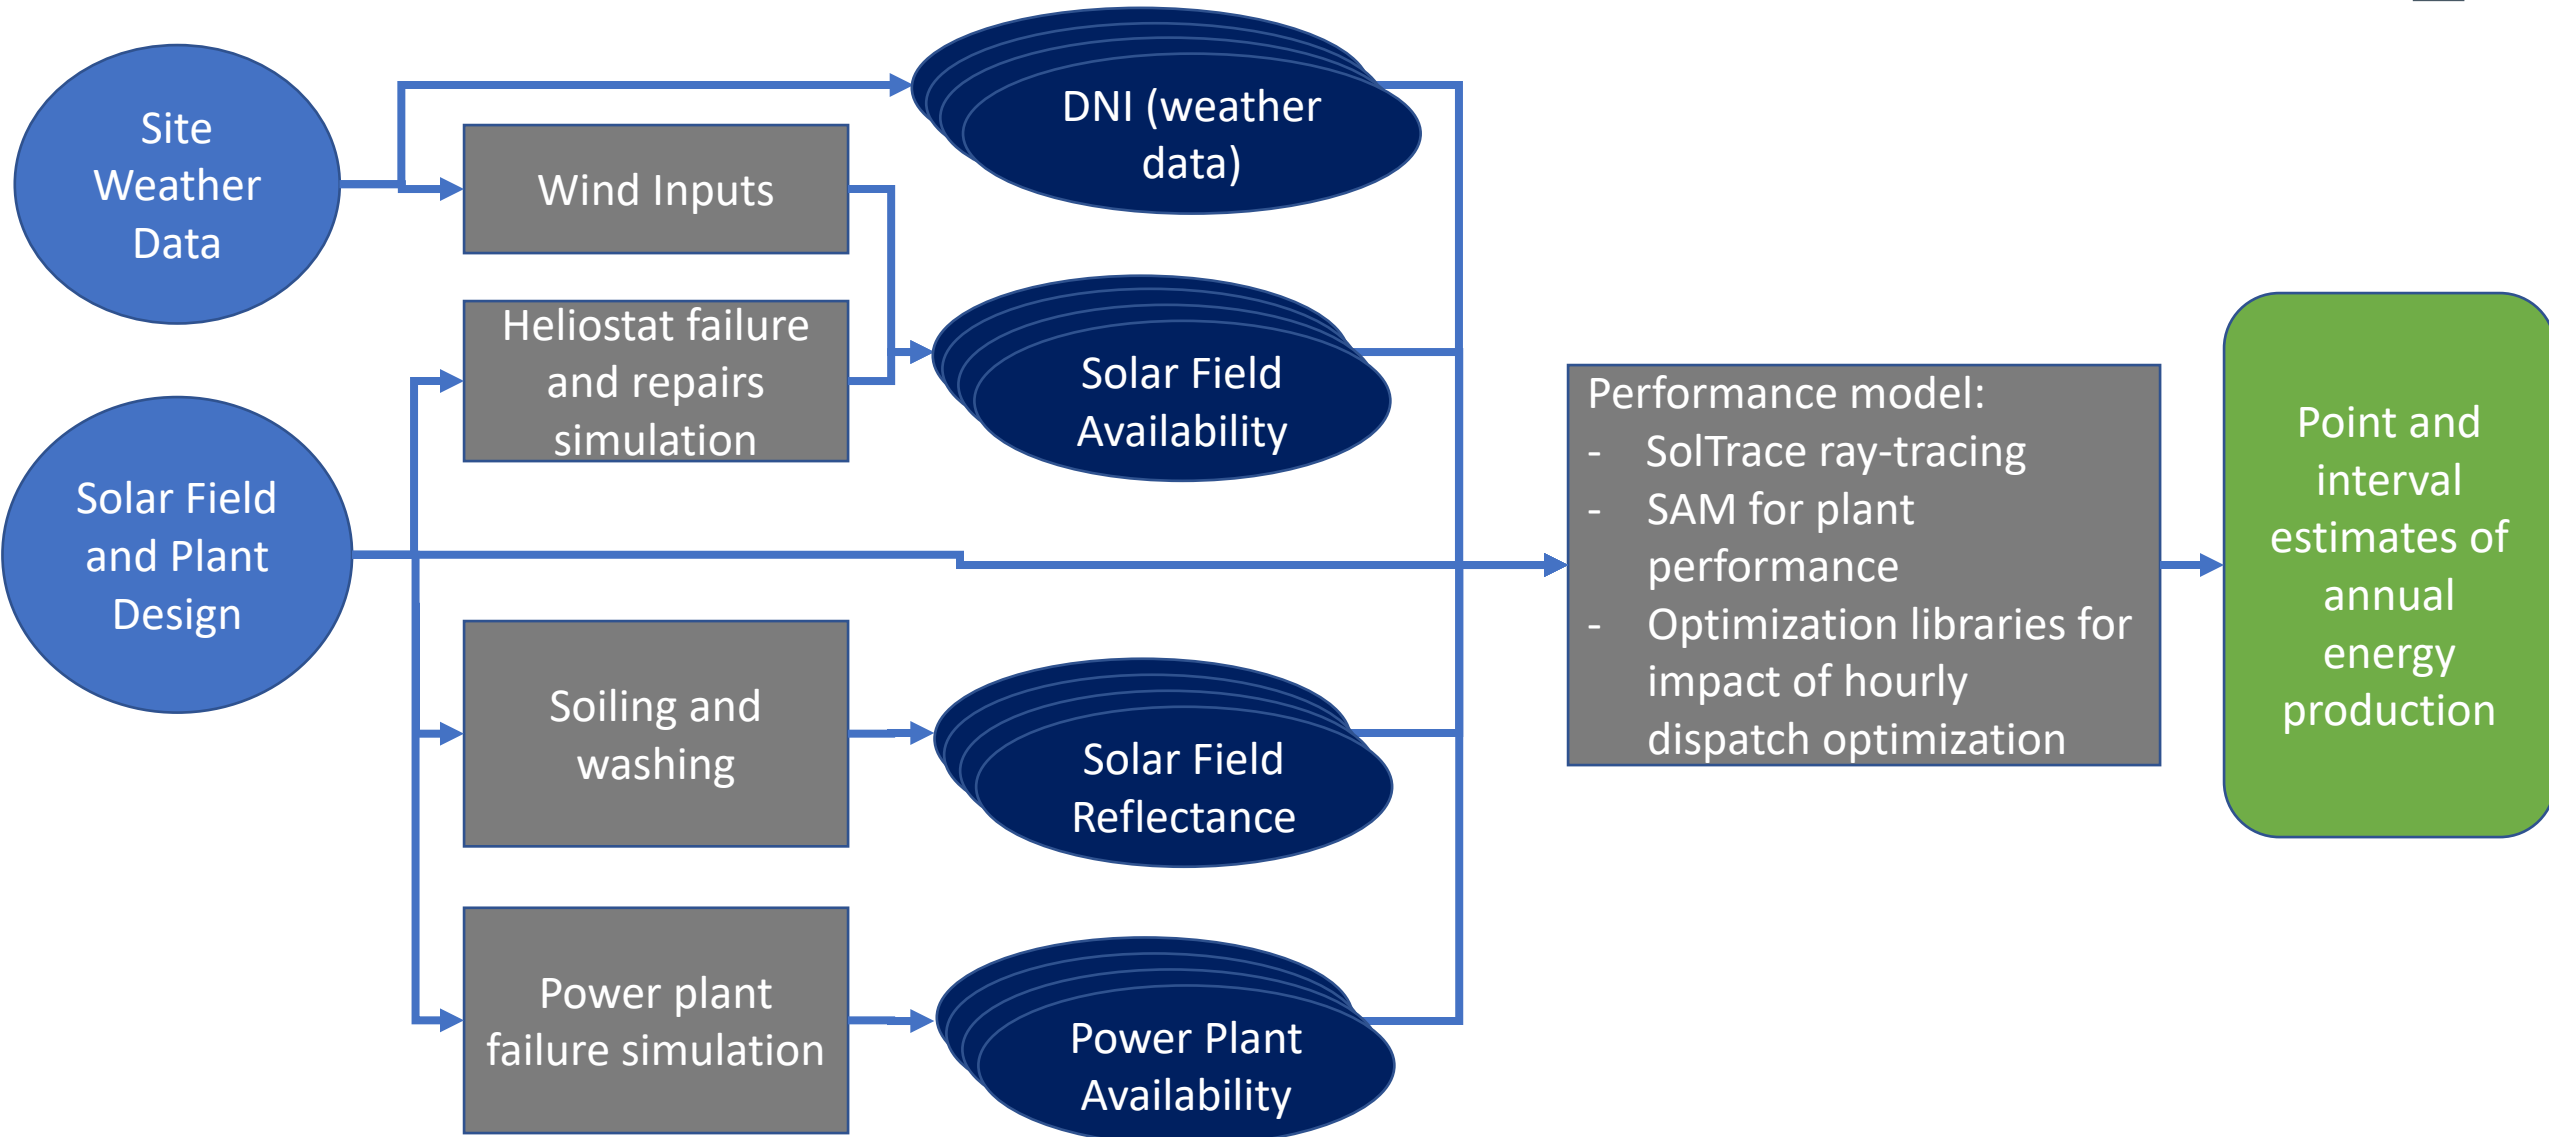 Site
Weather
Data
Solar Field
and Plant
Design
Wind Inputs
Heliostat failure
and repairs
simulation
Soiling and
washing
Power plant
failure simulation
DNI (weather
data)
Solar Field
Availability
Solar Field
Reflectance
Power Plant
Availability
Performance model:
- SolTrace ray-tracing
- SAM for plant
performance
- Optimization libraries for
impact of hourly
dispatch optimization
Point and
interval
estimates of
annual
energy
production